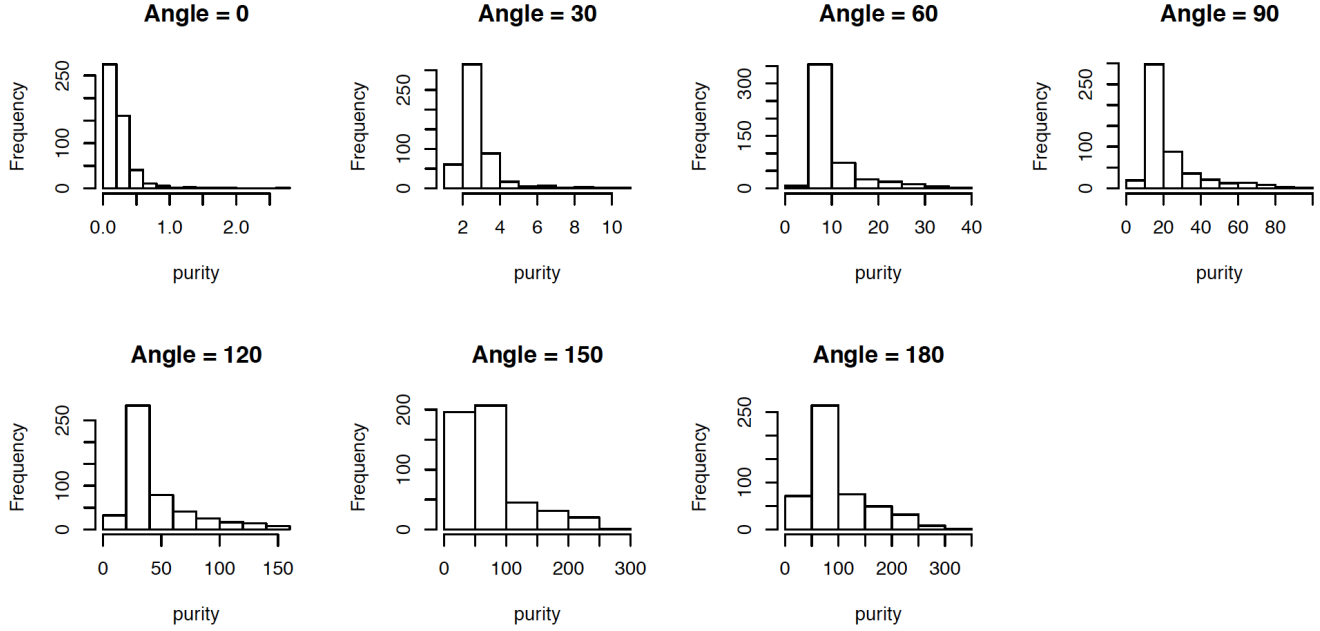 Angle = 0
Frequency
0 100 250
0.0 1.0 2.0
purity
Angle = 30
Frequency
0 100 250
2 4 6 8 10
purity
Angle = 60
Frequency
0 150 300
0 10 20 30 40
purity
Angle = 90
Frequency
0 100 250
0 20 40 60 80
purity
Angle = 120
Frequency
0 100 250
0 50 100 150
purity
Angle = 150
Frequency
0 100 200
0 100 200 300
purity
Angle = 180
Frequency
0 100 250
0 100 200 300
purity